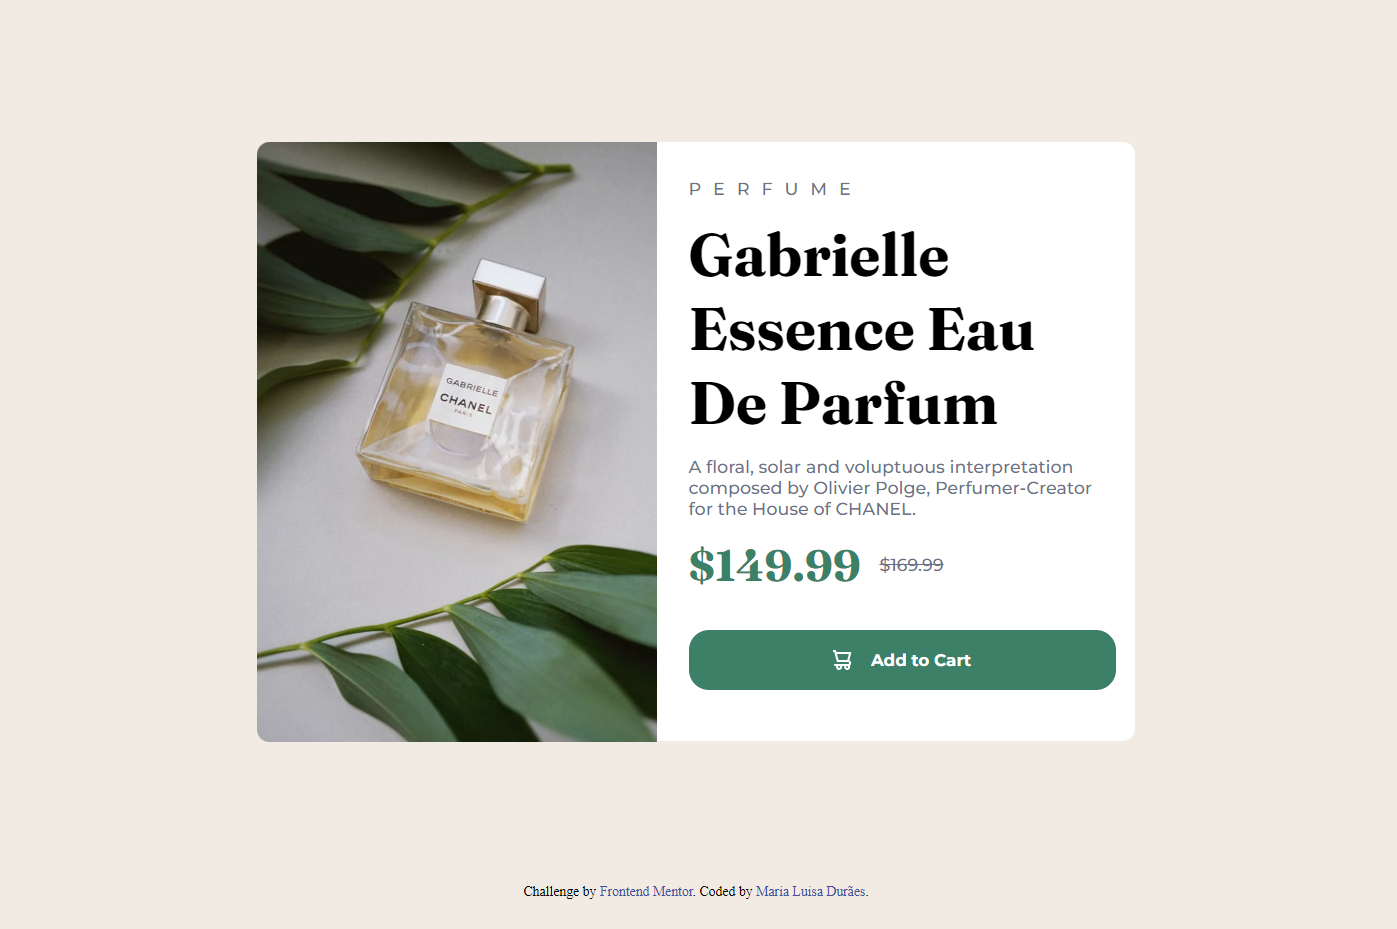 GABRIELLE
CHANEL
PARIS
P E R F U M E
Gabrielle
Essence Eau
De Parfum
A floral, solar and voluptuous interpretation
composed by Olivier Polge, Perfumer-Creator
for the House of CHANEL.
$149.99 $169.99
Add to Cart
Challenge by Frontend Mentor. Coded by Maria Luisa Durães.